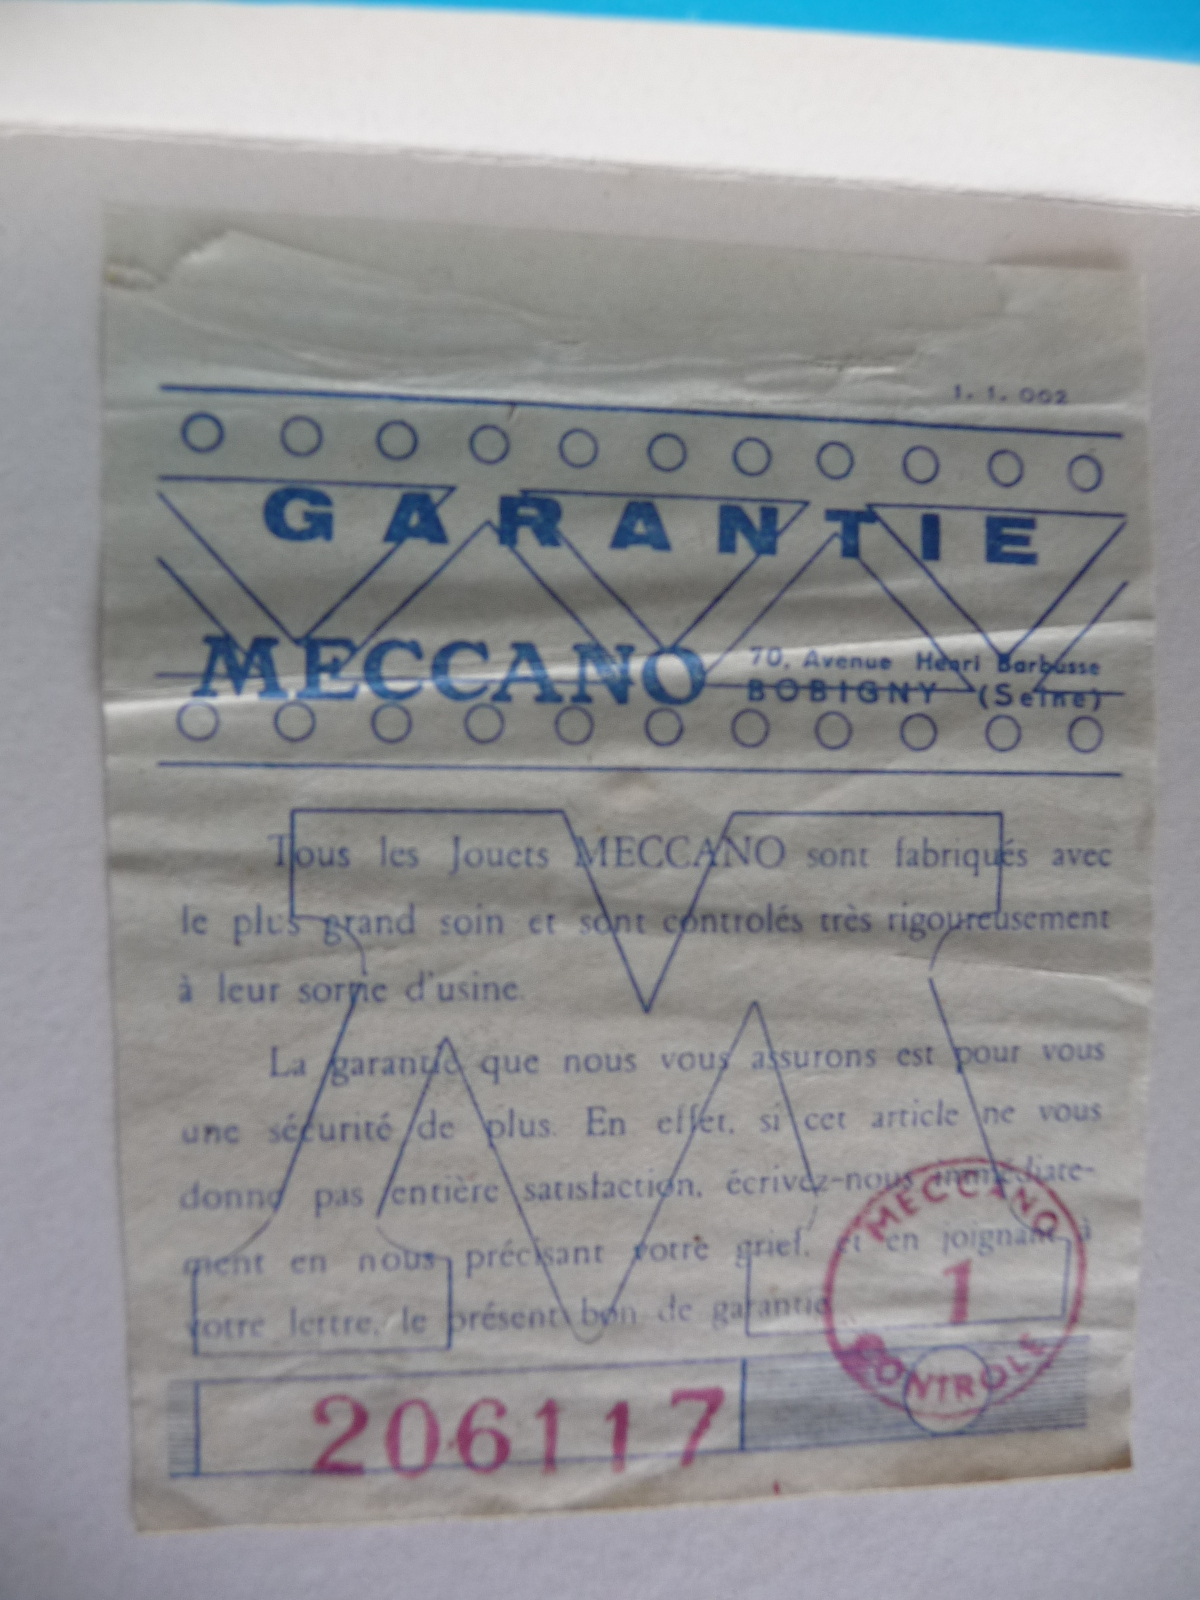 1. 1. 002
GARANTIE
MECCANO
70, Avenue Henri Barbusse
BOBIGNY (Seine)
Tous les Jouets MECCANO sont fabriqués avec
le plus grand soin et sont controlés très rigoureusement
à leur sortie d'usine.
La garantie que nous vous assurons est pour vous
une sécurité de plus. En effet, si cet article ne vous
donne pas entière satisfaction, écrivez-nous immédiate-
ment en nous précisant votre grief, et en joignant à
votre lettre, le présent bon de garantie
MECCANO
1
CONTROLE
206117